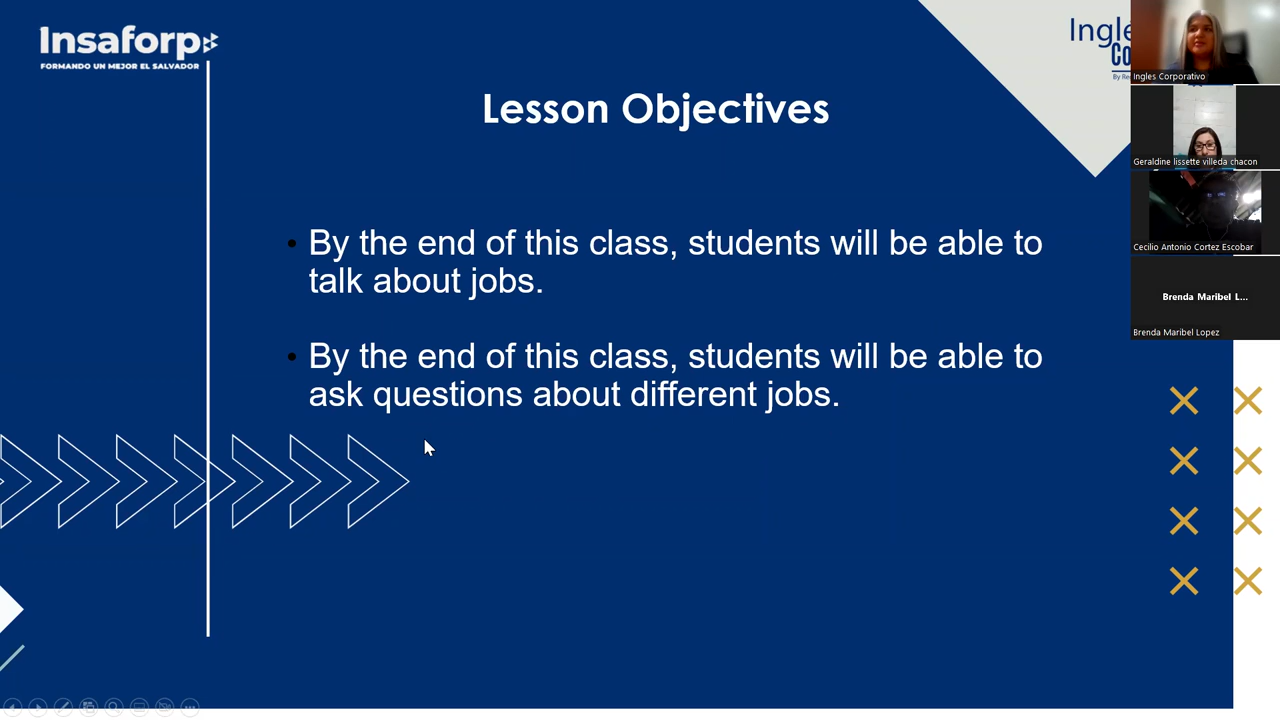 Insaforp
FORMANDO UN MEJOR EL SALVADOR
Lesson Objectives
• By the end of this class, students will be able to
talk about jobs.
• By the end of this class, students will be able to
ask questions about different jobs.
Ingles Corporativo
Geraldine lissette villeda chacon
Cecilio Antonio Cortez Escobar
Brenda Maribel L...
Brenda Maribel Lopez